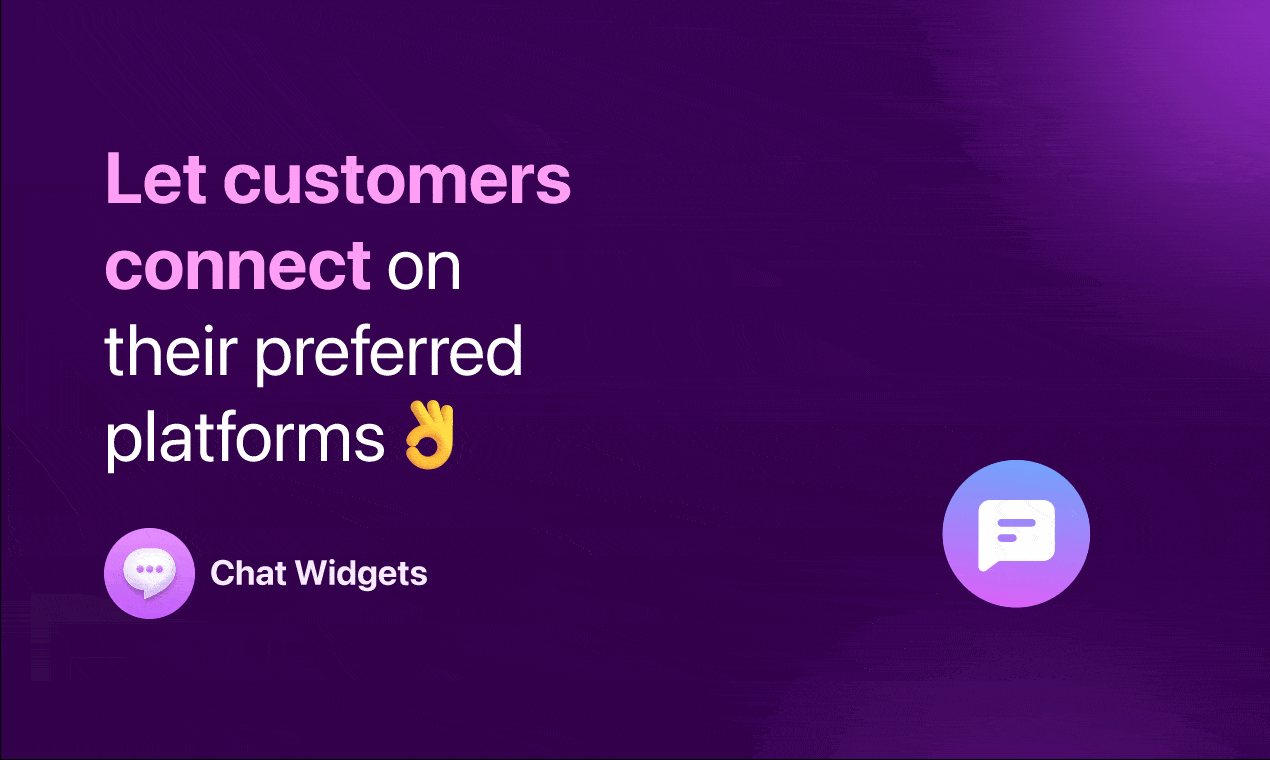 Let customers
connect on
their preferred
platforms 👌
Chat Widgets